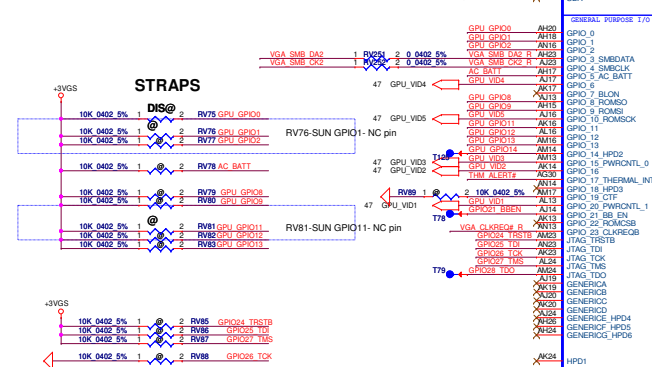 GENERAL PURPOSE I/O
GPU_GPIO0 AH20 GPIO_0
GPU_GPIO1 AH18 GPIO_1
GPU_GPIO2 AN16 GPIO_2
VGA_SMB_DA2 1 RV251 2 0_0402_5% VGA_SMB_DA2_R AH23 GPIO_3_SMBDATA
VGA_SMB_CK2 1 2 0_0402_5% VGA_SMB_CK2_R AJ23 GPIO_4_SMBCLK
AC_BATT AH17 GPIO_5_AC_BATT
47 GPU_VID4 GPU_VID4 AJ17 GPIO_6
AK17 GPIO_7_BLON
GPU_GPIO8 AJ13 GPIO_8_ROMSO
GPU_GPIO9 AH15 GPIO_9_ROMSI
47 GPU_VID5 GPU_VID5 AJ16 GPIO_10_ROMSCK
GPU_GPIO11 AK16 GPIO_11
GPU_GPIO12 AL16 GPIO_12
GPU_GPIO13 AM16 GPIO_13
GPU_GPIO14 AM14 GPIO_14_HPD2
47 GPU_VID3 GPU_VID3 AM13 GPIO_15_PWRCNTL_0
47 GPU_VID2 GPU_VID2 AK14 GPIO_16
THM_ALERT# AG30 GPIO_17_THERMAL_INT
AN14 GPIO_18_HPD3
RV89 1 @ 2 10K_0402_5% AM17 GPIO_19_CTF
47 GPU_VID1 GPU_VID1 AL13 GPIO_20_PWRCNTL_1
T78 GPIO21_BBEN AJ14 GPIO_21_BB_EN
AK13 GPIO_22_ROMCSB
VGA_CLKREQ#_R AN13 GPIO_23_CLKREQB
GPIO24_TRSTB AM23 JTAG_TRSTB
GPIO25_TDI AN23 JTAG_TDI
GPIO26_TCK AK23 JTAG_TCK
GPIO27_TMS AL24 JTAG_TMS
T79 GPIO28_TDO AM24 JTAG_TDO
AJ19 GENERICA
AK19 GENERICB
AJ20 GENERICC
AK20 GENERICD
AJ24 GENERICE_HPD4
AH26 GENERICF_HPD5
AH24 GENERICG_HPD6
AK24 HPD1
STRAPS
+3VGS
DIS@
10K_0402_5% 1 2 RV75 GPU_GPIO0
@
10K_0402_5% 1 2 RV76 GPU_GPIO1
10K_0402_5% 1 @ 2 RV77 GPU_GPIO2
RV76-SUN GPIO1- NC pin
10K_0402_5% 1 @ 2 RV78 AC_BATT
10K_0402_5% 1 @ 2 RV79 GPU_GPIO8
10K_0402_5% 1 @ 2 RV80 GPU_GPIO9
@
10K_0402_5% 1 2 RV81 GPU_GPIO11
10K_0402_5% 1 @ 2 RV82 GPU_GPIO12
10K_0402_5% 1 @ 2 RV83 GPU_GPIO13
RV81-SUN GPIO11- NC pin
+3VGS
10K_0402_5% 1 @ 2 RV85 GPIO24_TRSTB
10K_0402_5% 1 @ 2 RV86 GPIO25_TDI
10K_0402_5% 1 @ 2 RV87 GPIO27_TMS
10K_0402_5% 1 @ 2 RV88 GPIO26_TCK